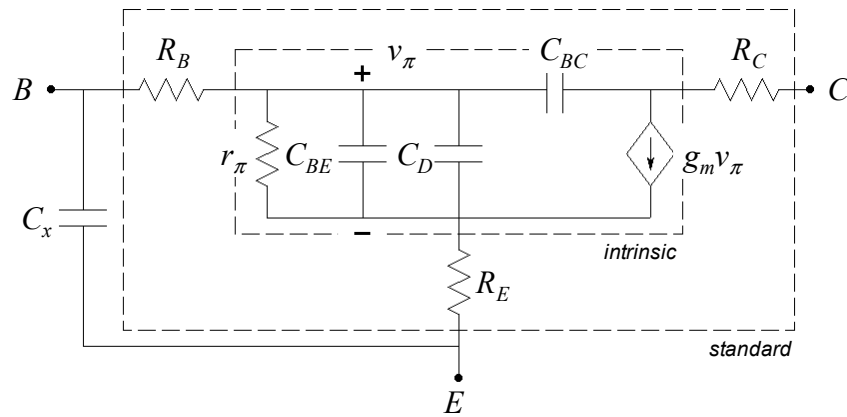 R_B
v_π
C_BC
R_C
+
B
C
r_π
C_BE
C_D
g_m v_π
C_x
−
intrinsic
R_E
standard
E